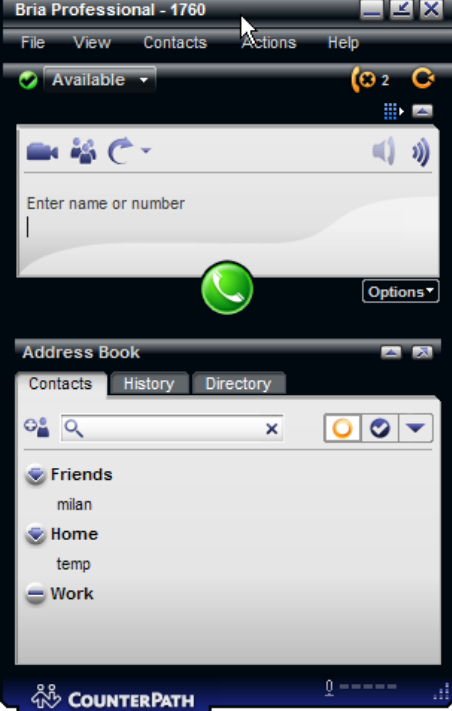 Bria Professional - 1760
File View Contacts Actions Help
Available 2
Enter name or number
Options
Address Book
Contacts History Directory
Friends
milan
Home
temp
Work
COUNTERPATH